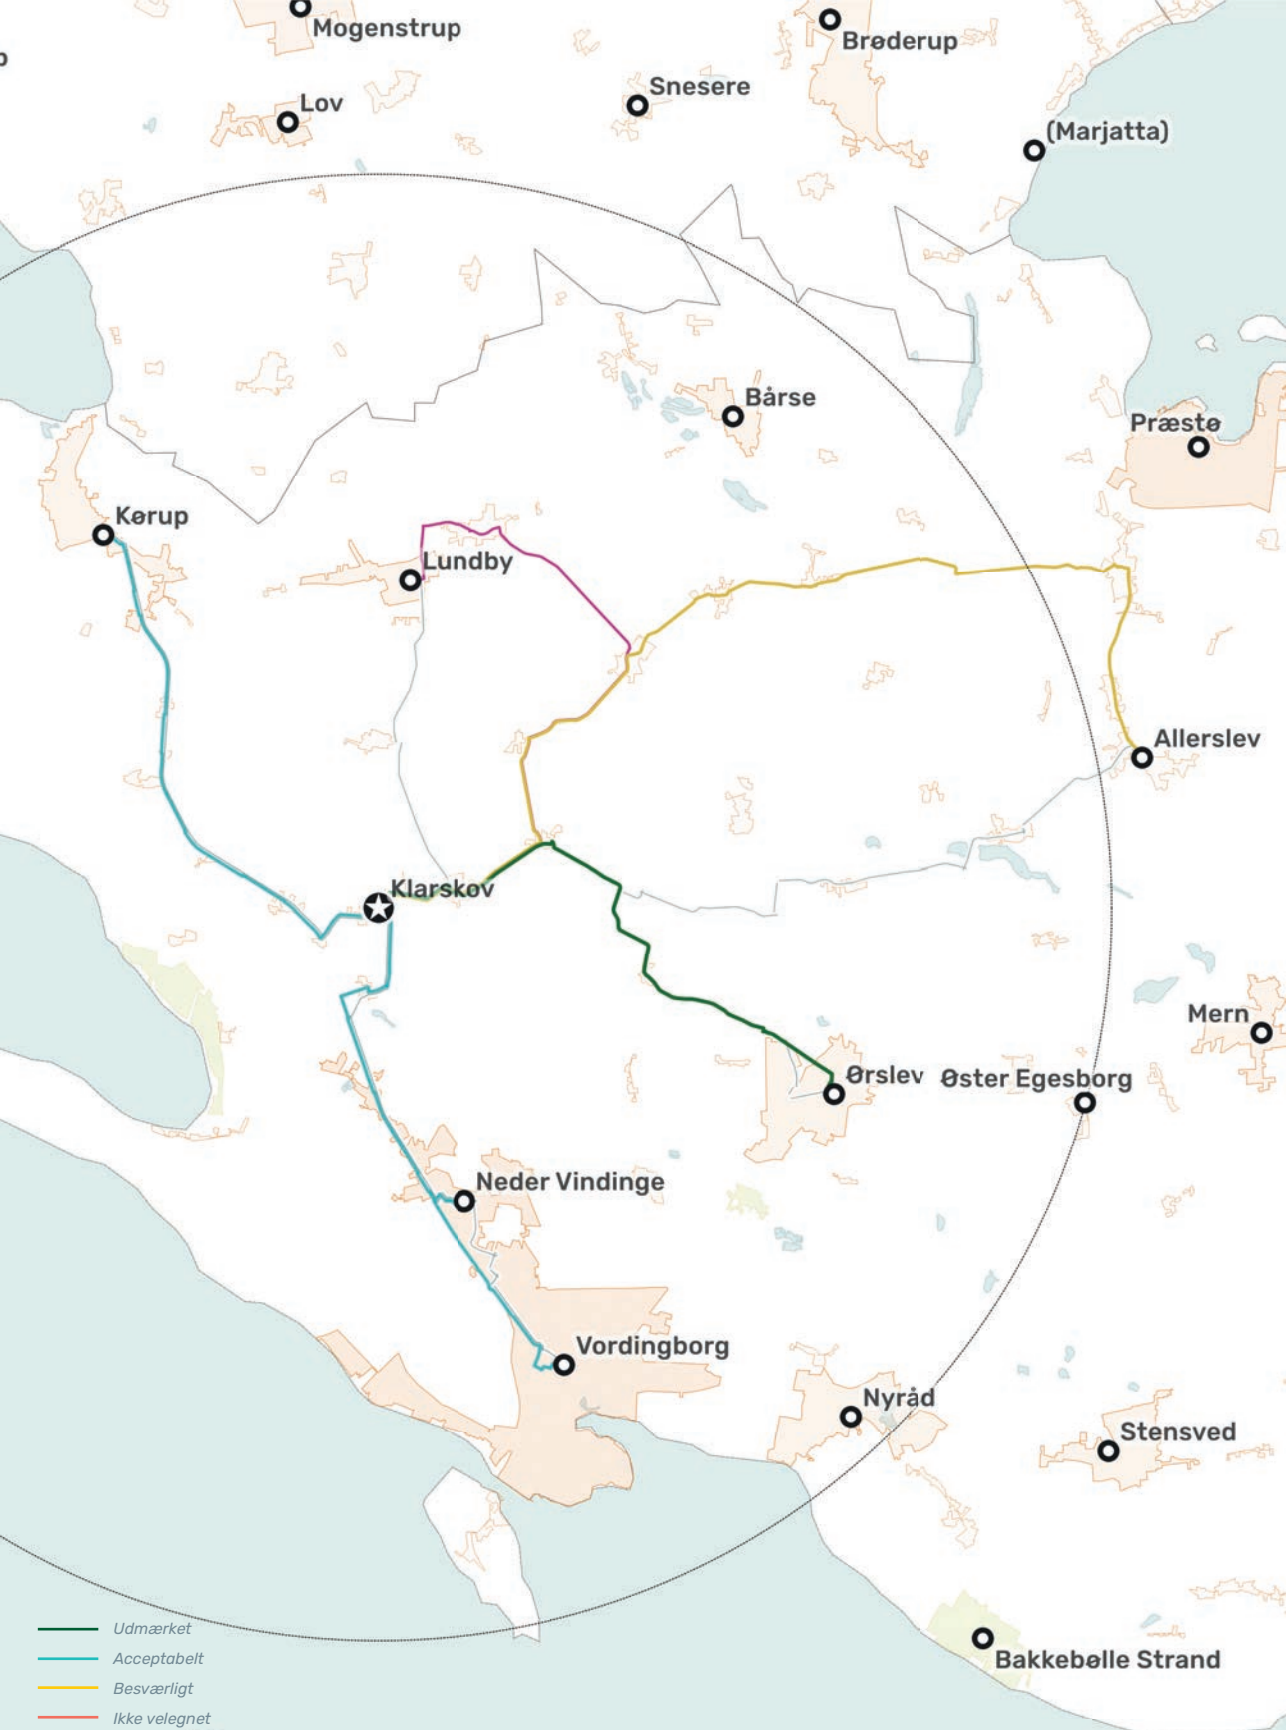 Mogenstrup
Brøderup
Snesere
Lov
(Marjatta)
Bårse
Præstø
Kørup
Lundby
Allerslev
Klarskov
Mern
Ørslev
Øster Egesborg
Neder Vindinge
Vordingborg
Nyråd
Stensved
Bakkebølle Strand
Udmærket
Acceptabelt
Besværligt
Ikke velegnet